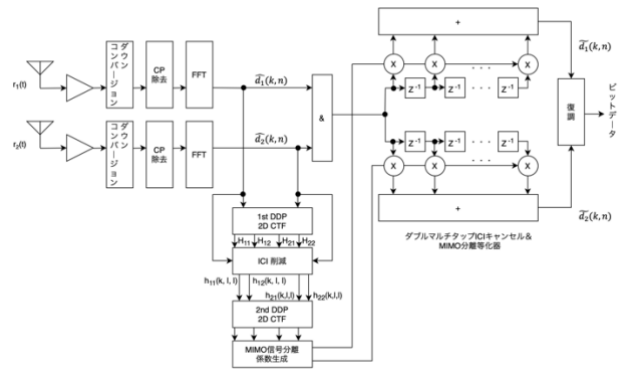 r₁(t)
ダウンコンバージョン
CP
除去
FFT
d̃₁(k,n)
r₂(t)
ダウンコンバージョン
CP
除去
FFT
d̃₂(k,n)
&
1st DDP
2D CTF
H₁₁ H₁₂ H₂₁ H₂₂
ICI 削減
h₁₁(k, l, l) h₁₂(k, l, l)
h₂₁(k,l,l) h₂₂(k,l,l)
2nd DDP
2D CTF
MIMO信号分離
係数生成
+
X X X
Z⁻¹ Z⁻¹ . . . Z⁻¹
Z⁻¹ Z⁻¹ . . . Z⁻¹
X X X
+
d̃₁(k,n)
復調
ビットデータ
d̃₂(k,n)
ダブルマルチタップICIキャンセル＆
MIMO分離等化器